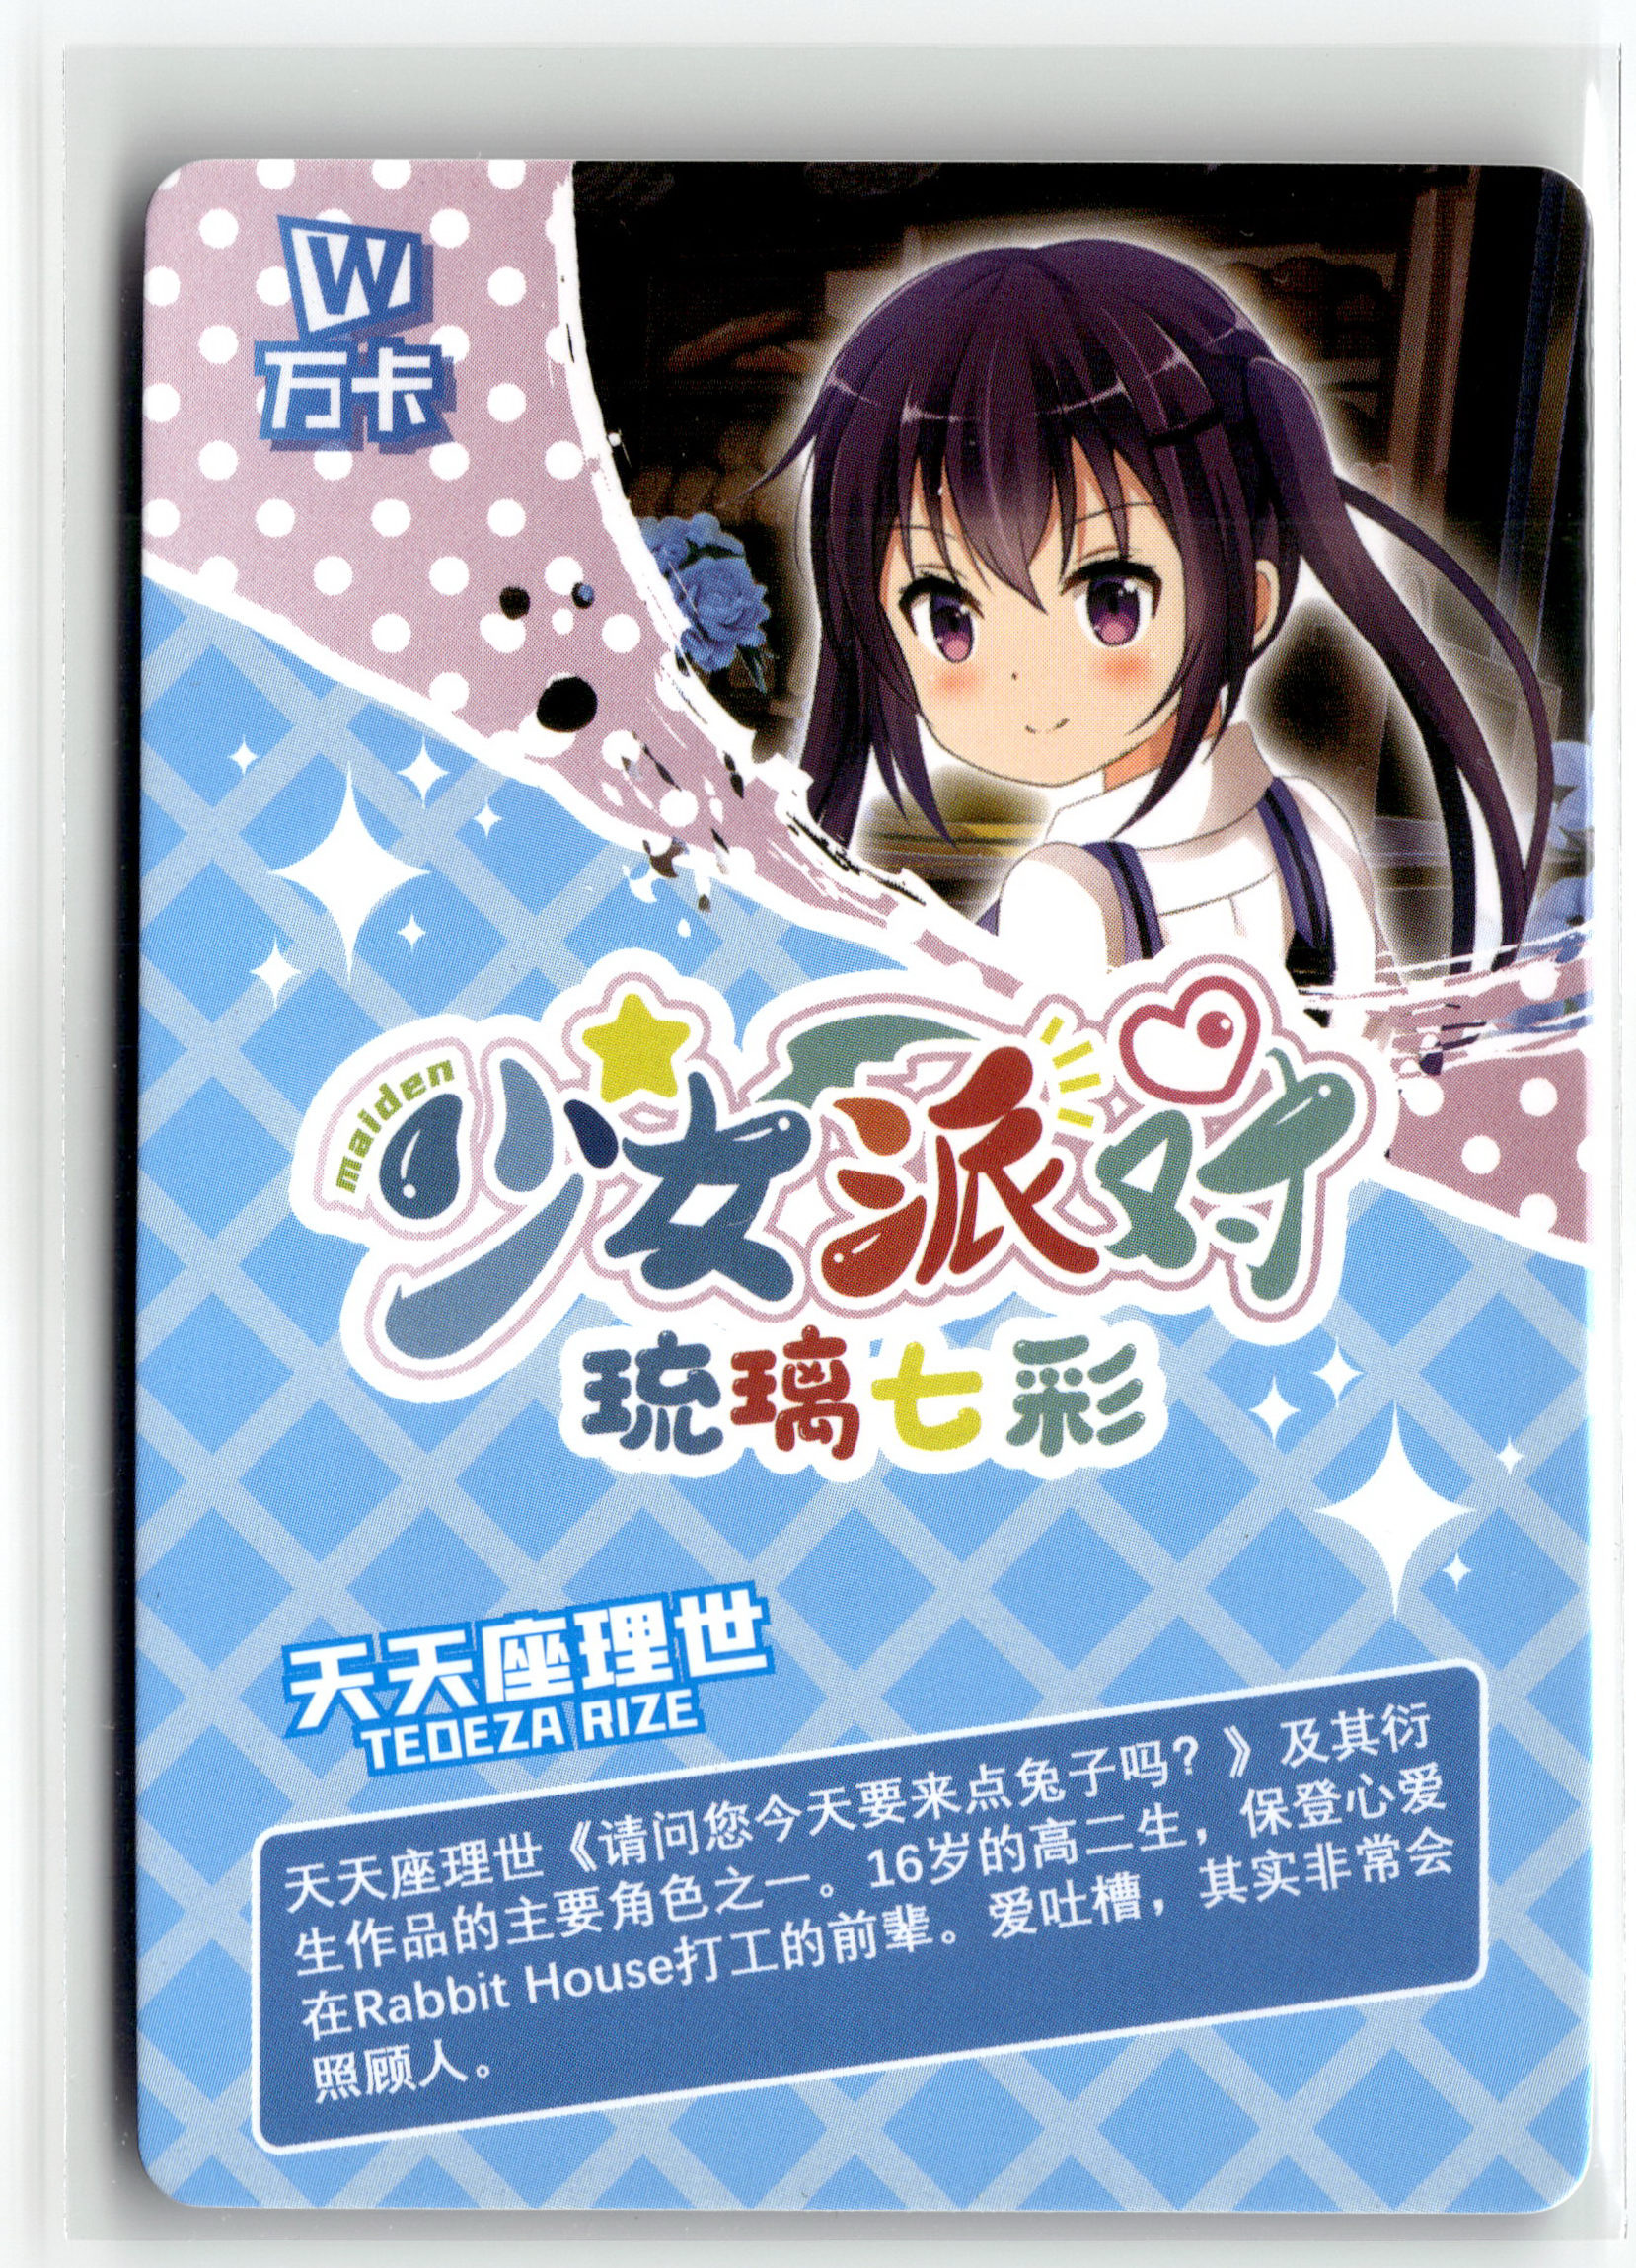 W
万卡
maiden
少女派对
琉璃七彩
天天座理世
TEDEZA RIZE
天天座理世《请问您今天要来点兔子吗？》及其衍
生作品的主要角色之一。16岁的高二生，保登心爱
在Rabbit House打工的前辈。爱吐槽，其实非常会
照顾人。